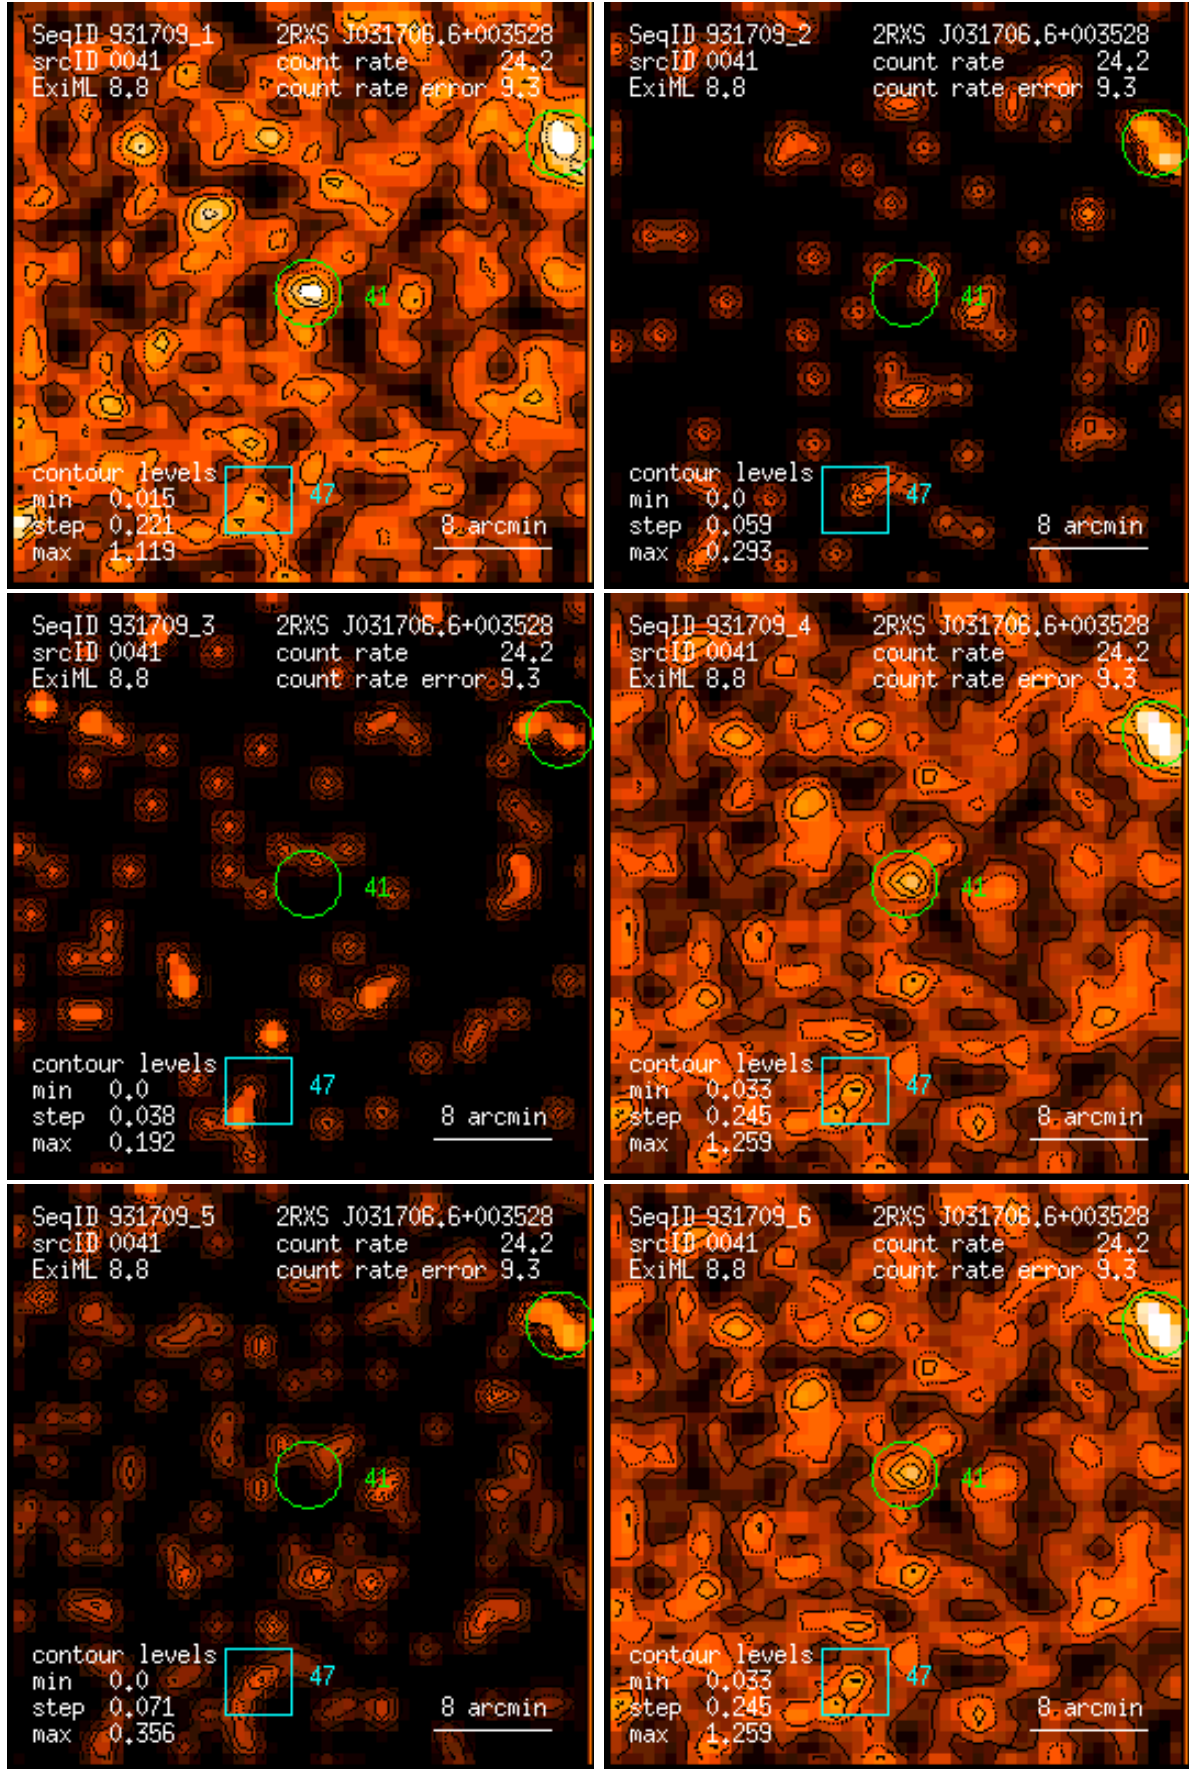 SeqID 931709_1 2RXS J031706.6+003528
srcID 0041 count rate 24.2
ExiML 8.8 count rate error 9.3
41
contour levels
min 0.015 47
step 0.221 8 arcmin
max 1.119
SeqID 931709_2 2RXS J031706.6+003528
srcID 0041 count rate 24.2
ExiML 8.8 count rate error 9.3
41
contour levels
min 0.0 47
step 0.059 8 arcmin
max 0.293
SeqID 931709_3 2RXS J031706.6+003528
srcID 0041 count rate 24.2
ExiML 8.8 count rate error 9.3
41
contour levels
min 0.0 47
step 0.038 8 arcmin
max 0.192
SeqID 931709_4 2RXS J031706.6+003528
srcID 0041 count rate 24.2
ExiML 8.8 count rate error 9.3
41
contour levels
min 0.033 47
step 0.245 8 arcmin
max 1.259
SeqID 931709_5 2RXS J031706.6+003528
srcID 0041 count rate 24.2
ExiML 8.8 count rate error 9.3
41
contour levels
min 0.0 47
step 0.071 8 arcmin
max 0.356
SeqID 931709_6 2RXS J031706.6+003528
srcID 0041 count rate 24.2
ExiML 8.8 count rate error 9.3
41
contour levels
min 0.033 47
step 0.245 8 arcmin
max 1.259